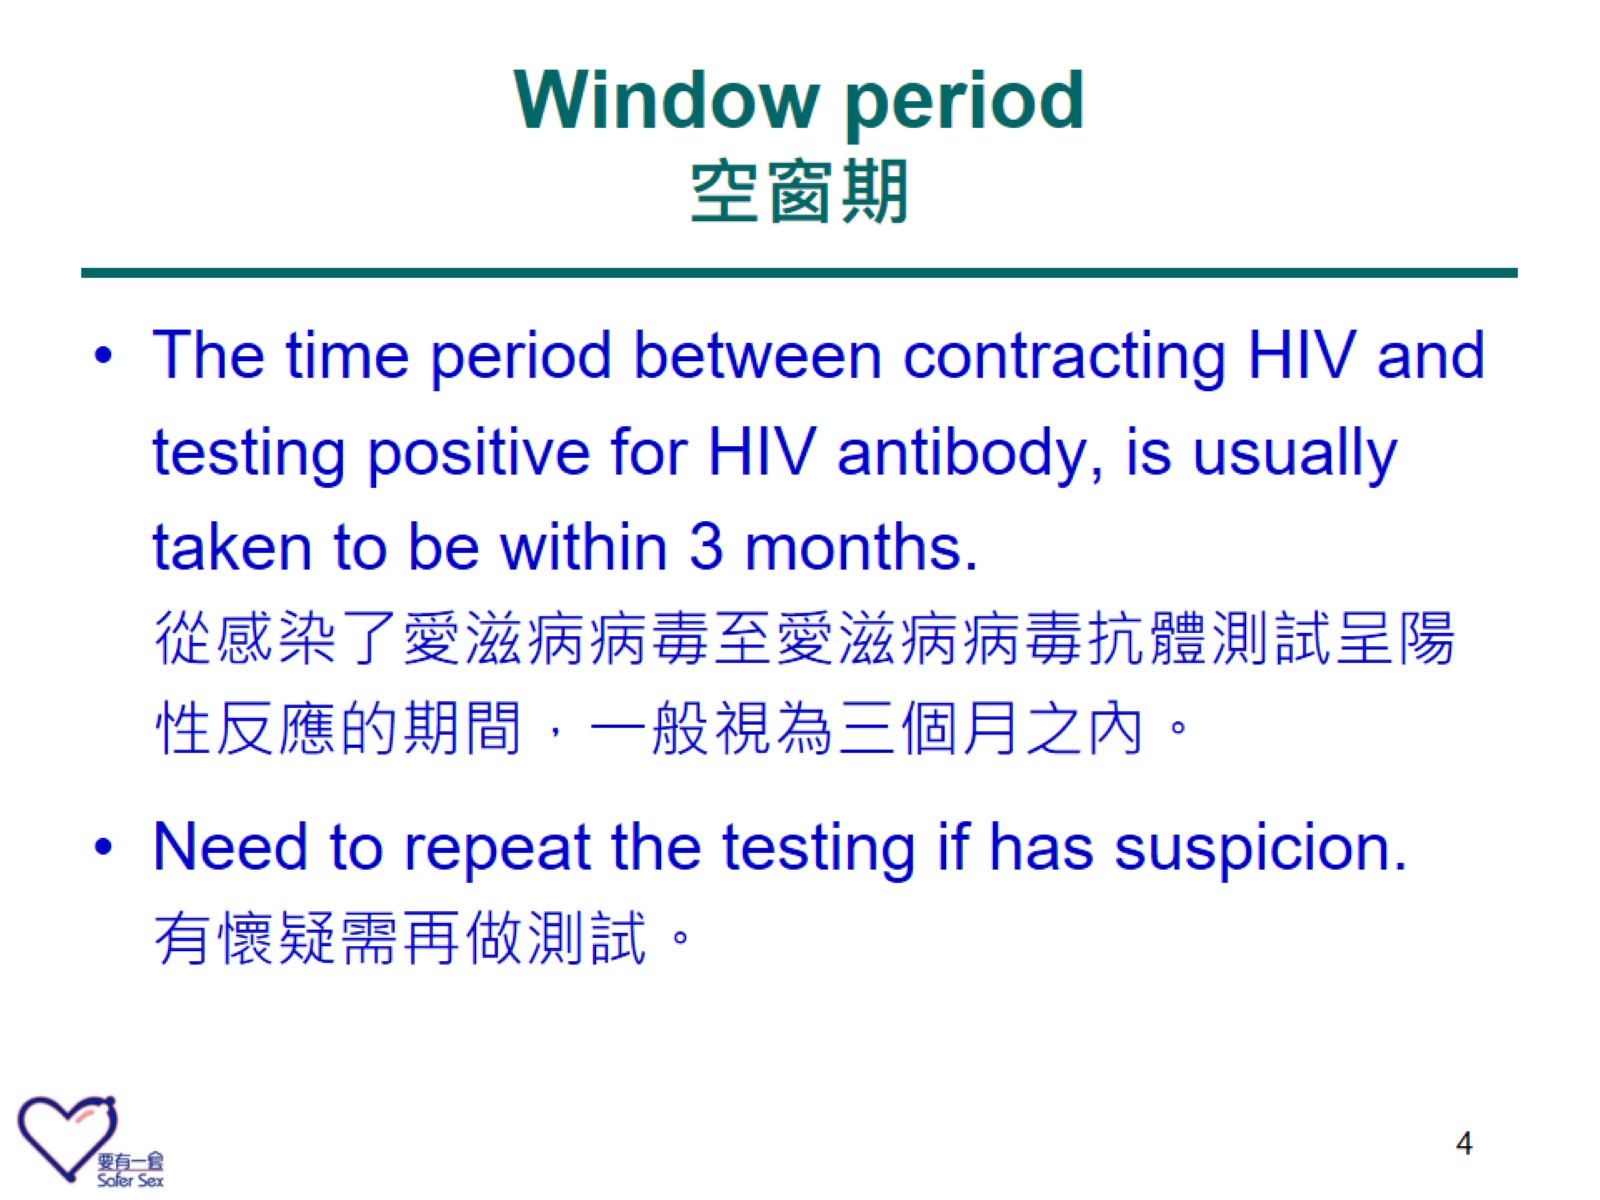 Window period
空窗期
• The time period between contracting HIV and
testing positive for HIV antibody, is usually
taken to be within 3 months.
從感染了愛滋病病毒至愛滋病病毒抗體測試呈陽
性反應的期間，一般視為三個月之內。
• Need to repeat the testing if has suspicion.
有懷疑需再做測試。
要有一套
Safer Sex
4